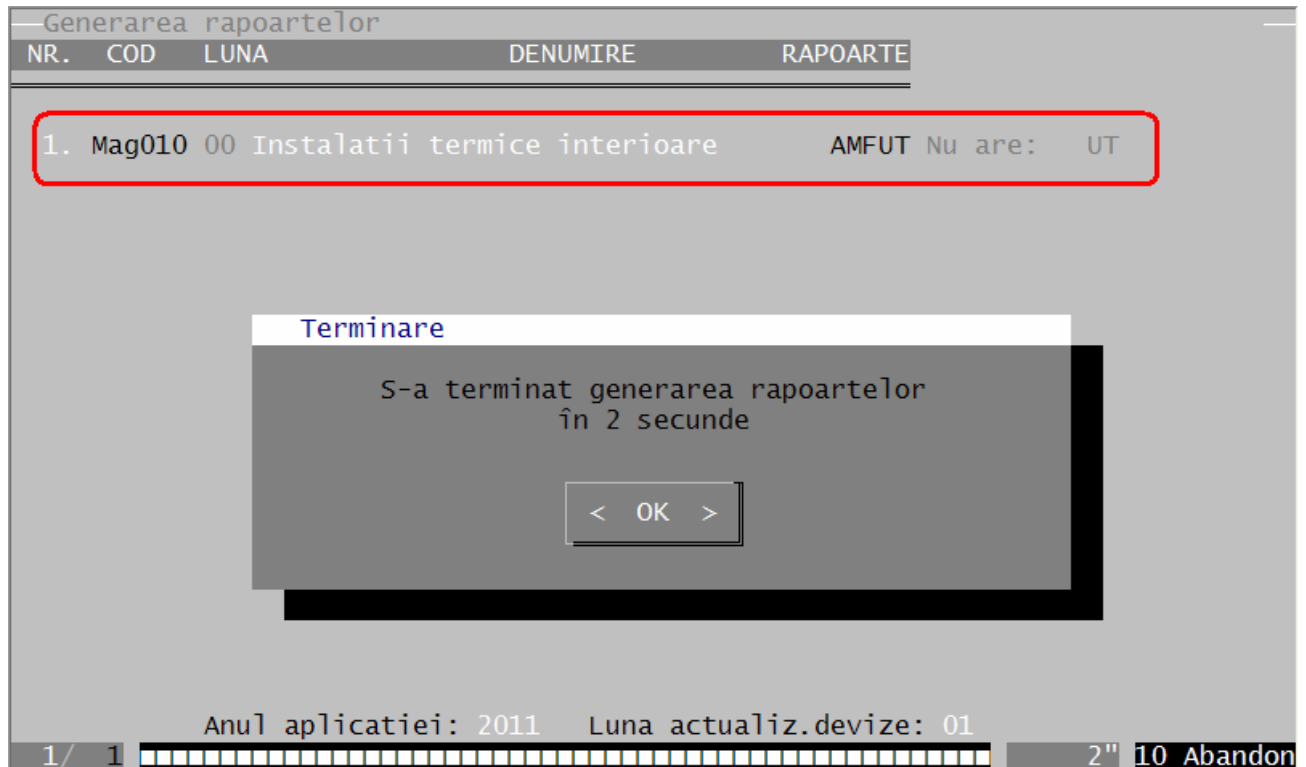 Generarea rapoartelor
NR. COD LUNA DENUMIRE RAPOARTE
1. Mag010 00 Instalatii termice interioare AMFUT Nu are: UT
Terminare
S-a terminat generarea rapoartelor
în 2 secunde
< OK >
Anul aplicatiei: 2011 Luna actualiz.devize: 01
1/ 1 2" 10 Abandon